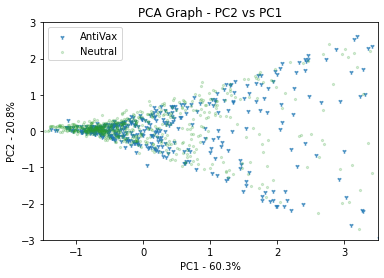 PCA Graph - PC2 vs PC1
AntiVax
Neutral
PC2 - 20.8%
3
2
1
0
−1
−2
−3
−1
0
1
2
3
PC1 - 60.3%